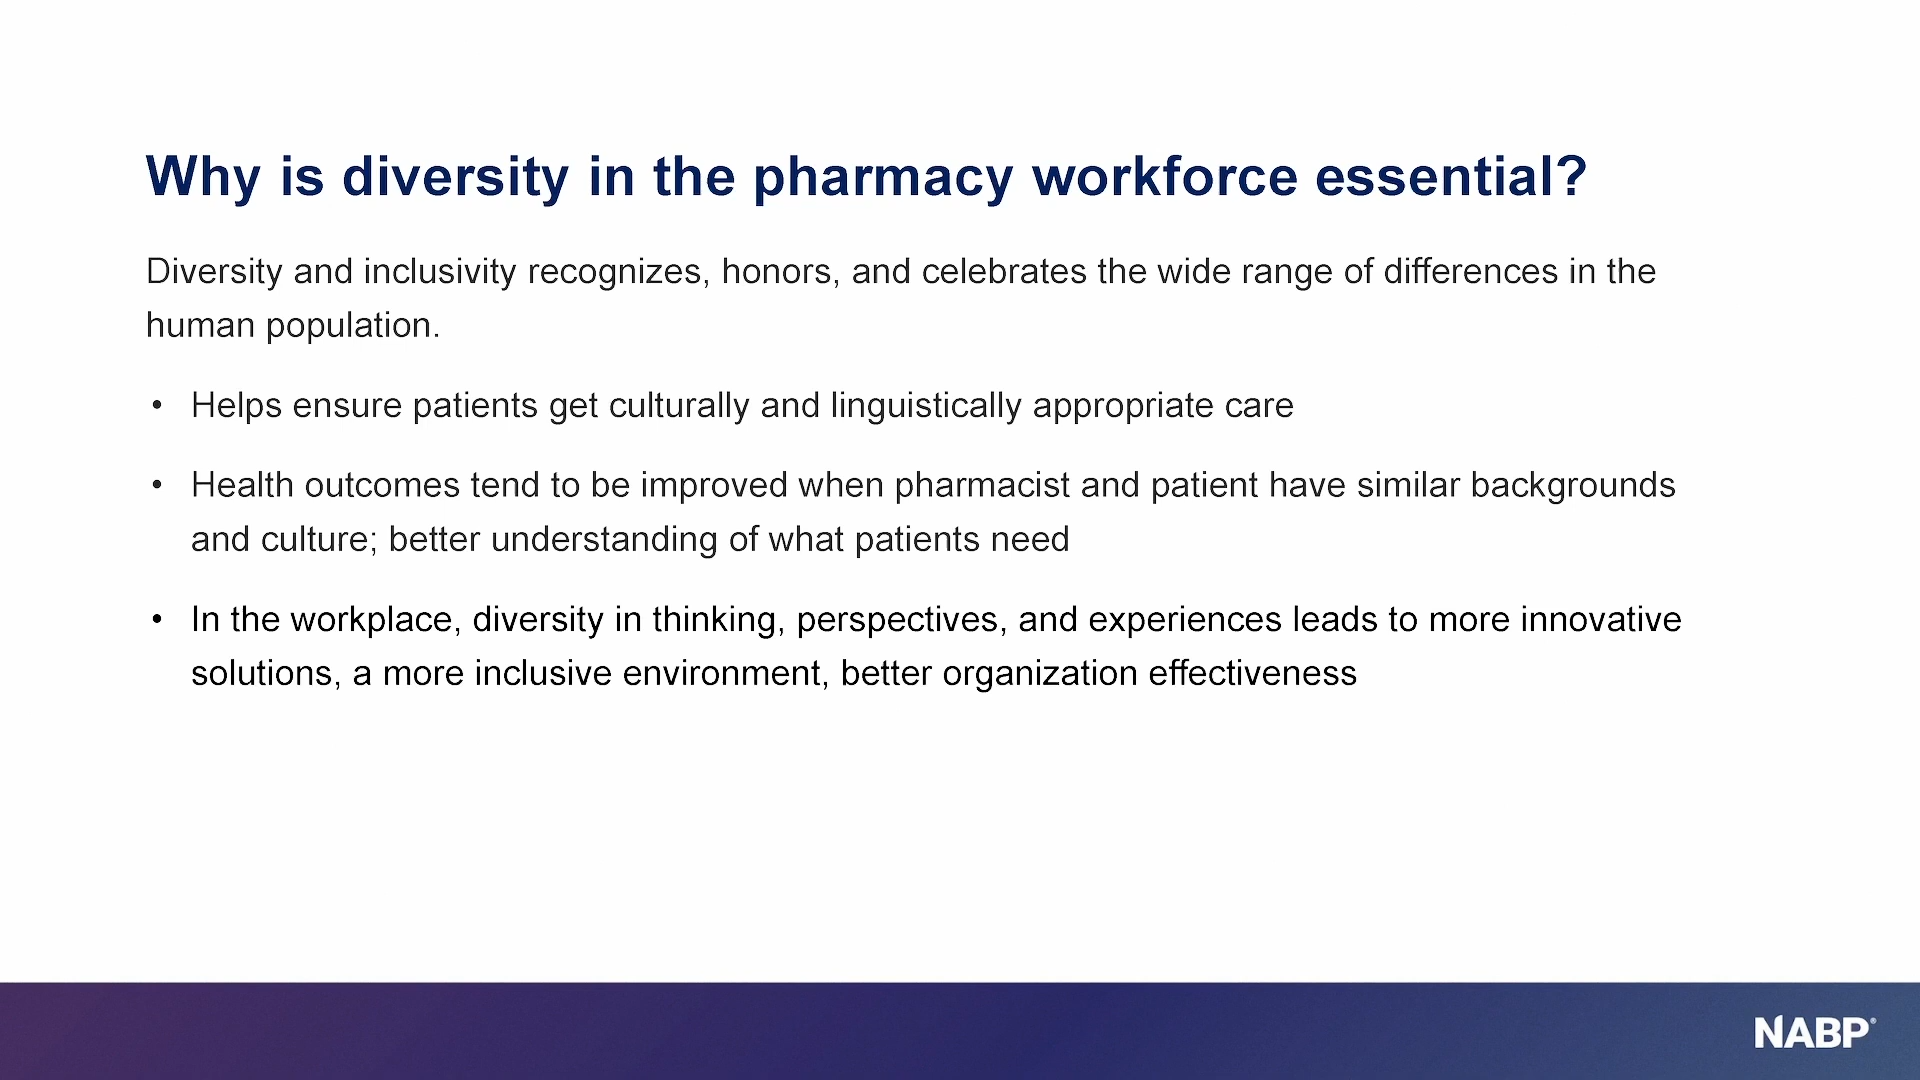 Why is diversity in the pharmacy workforce essential?
Diversity and inclusivity recognizes, honors, and celebrates the wide range of differences in the
human population.
• Helps ensure patients get culturally and linguistically appropriate care
• Health outcomes tend to be improved when pharmacist and patient have similar backgrounds
and culture; better understanding of what patients need
• In the workplace, diversity in thinking, perspectives, and experiences leads to more innovative
solutions, a more inclusive environment, better organization effectiveness
NABP®